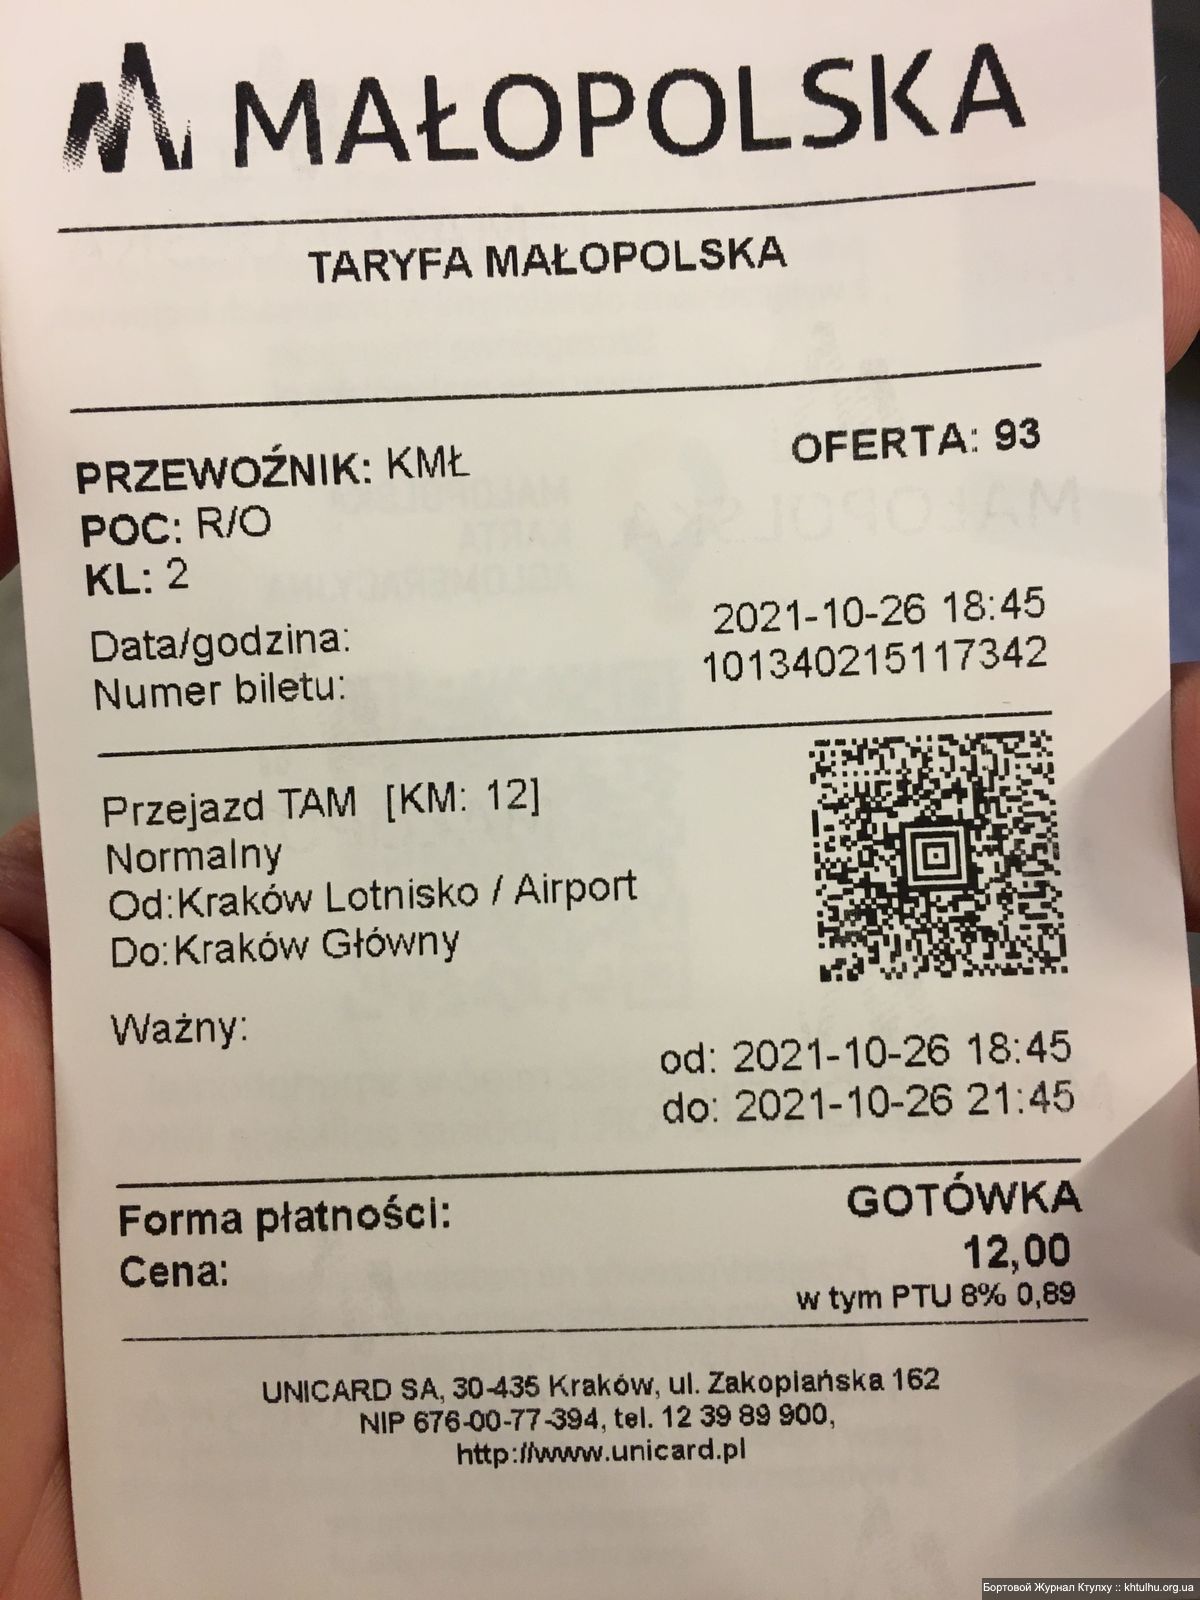 MAŁOPOLSKA
TARYFA MAŁOPOLSKA
PRZEWOŹNIK: KMŁ OFERTA: 93
POC: R/O
KL: 2
Data/godzina: 2021-10-26 18:45
Numer biletu: 101340215117342
Przejazd TAM [KM: 12]
Normalny
Od:Kraków Lotnisko / Airport
Do:Kraków Główny
Ważny:
od: 2021-10-26 18:45
do: 2021-10-26 21:45
Forma płatności: GOTÓWKA
Cena: 12,00
w tym PTU 8% 0,89
UNICARD SA, 30-435 Kraków, ul. Zakopiańska 162
NIP 676-00-77-394, tel. 12 39 89 900,
http://www.unicard.pl
Бортовой Журнал Ктулху :: khtulhu.org.ua